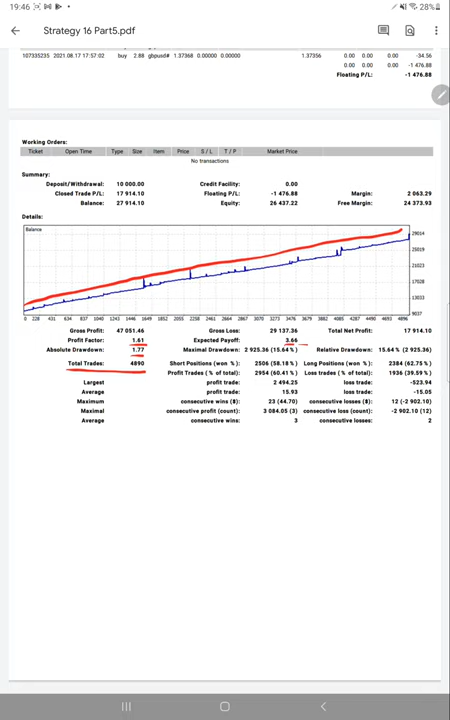 19:46 28%
Strategy 16 Part5.pdf
107335235 2021.08.17 17:57:02 buy 2.88 gbpusd# 1.37368 0.00000 0.00000 1.37356 0.00 0.00 0.00 -34.56
0.00 0.00 0.00 -1 476.88
Floating P/L: -1 476.88
Working Orders:
Ticket Open Time Type Size Item Price S / L T / P Market Price
No transactions
Summary:
Deposit/Withdrawal: 10 000.00 Credit Facility: 0.00
Closed Trade P/L: 17 914.10 Floating P/L: -1 476.88 Margin: 2 063.29
Balance: 27 914.10 Equity: 26 437.22 Free Margin: 24 373.93
Details:
Balance
29014
25019
21023
17028
13033
9037
0 228 431 634 837 1040 1243 1446 1649 1852 2055 2258 2461 2664 2867 3070 3273 3476 3679 3882 4085 4287 4490 4693 4896
Gross Profit: 47 051.46 Gross Loss: 29 137.36 Total Net Profit: 17 914.10
Profit Factor: 1.61 Expected Payoff: 3.66
Absolute Drawdown: 1.77 Maximal Drawdown: 2 925.36 (15.64%) Relative Drawdown: 15.64% (2 925.36)
Total Trades: 4890 Short Positions (won %): 2506 (58.18%) Long Positions (won %): 2384 (62.75%)
Profit Trades (% of total): 2954 (60.41%) Loss trades (% of total): 1936 (39.59%)
Largest profit trade: 2 494.25 loss trade: -523.94
Average profit trade: 15.93 loss trade: -15.05
Maximum consecutive wins ($): 23 (44.70) consecutive losses ($): 12 (-2 902.10)
Maximal consecutive profit (count): 3 084.05 (3) consecutive loss (count): -2 902.10 (12)
Average consecutive wins: 3 consecutive losses: 2